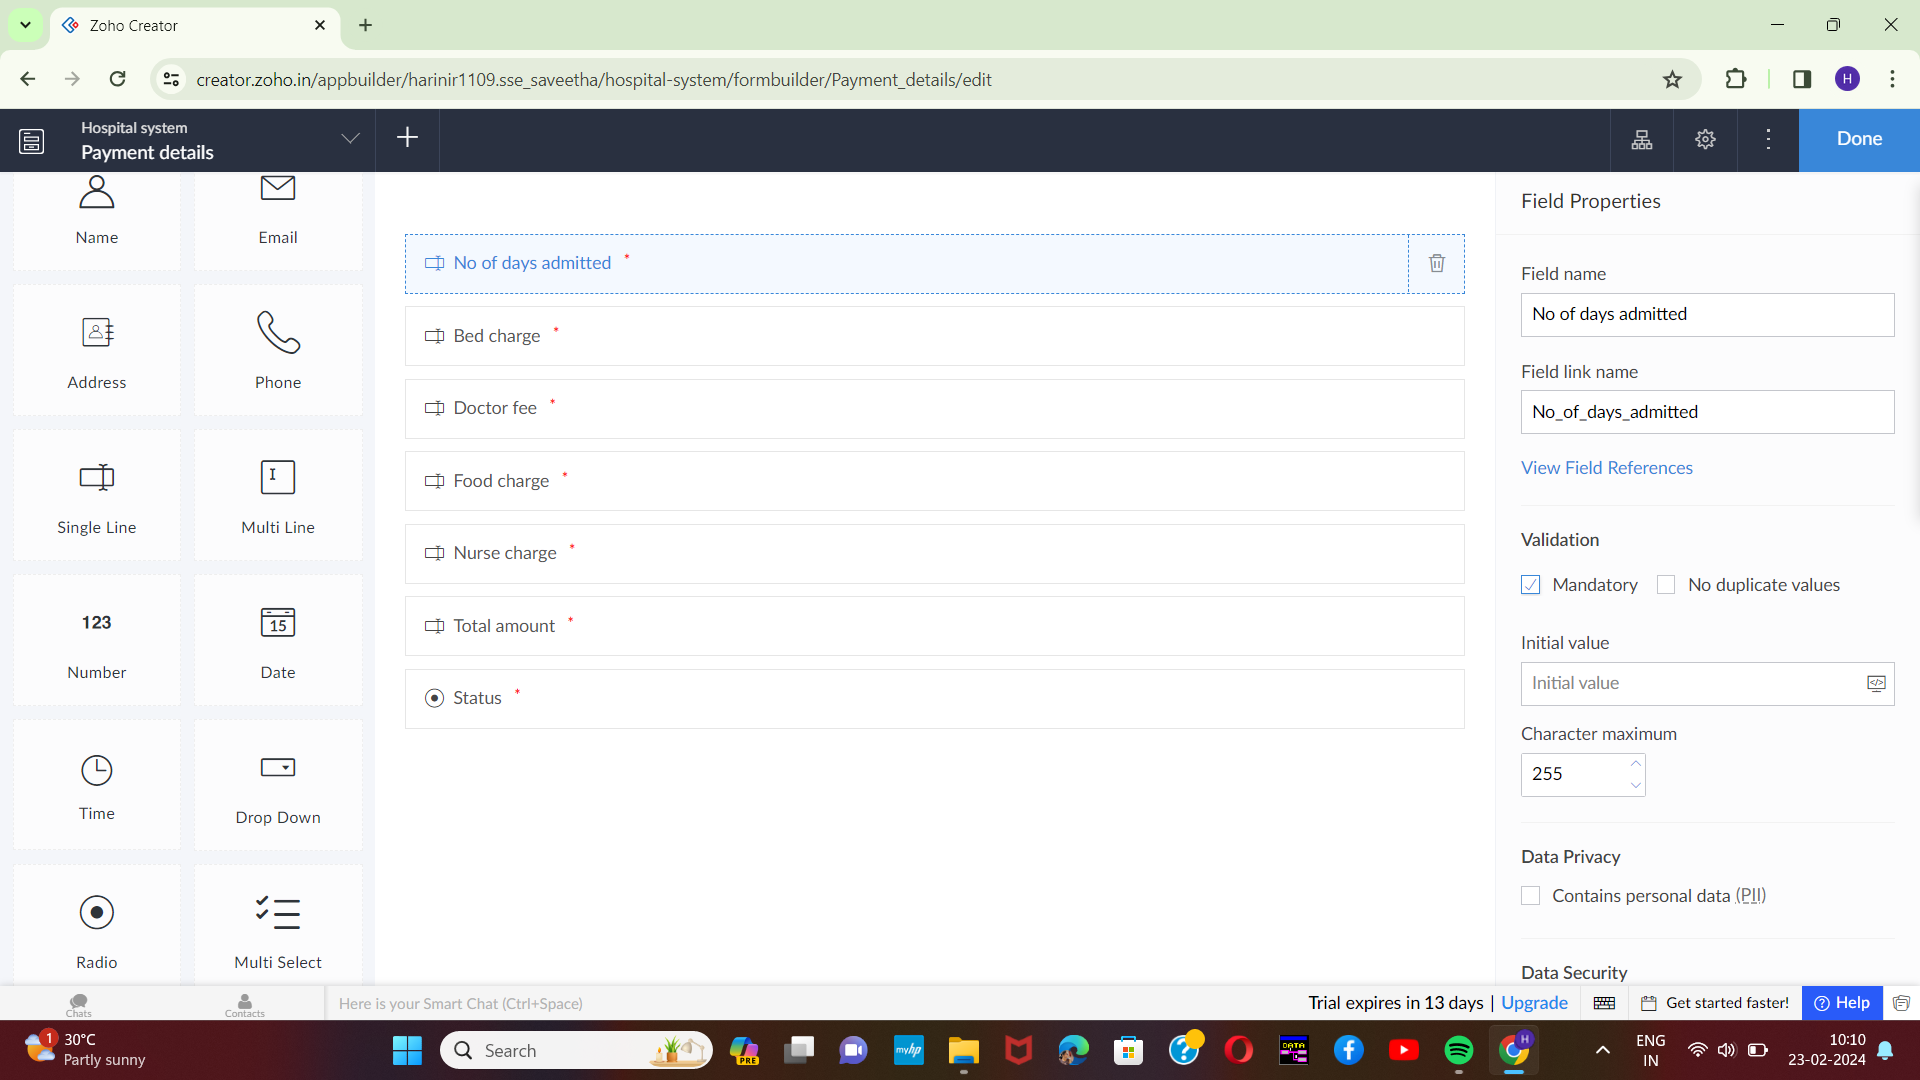 Zoho Creator
creator.zoho.in/appbuilder/harinir1109.sse_saveetha/hospital-system/formbuilder/Payment_details/edit
H
Hospital system
Payment details
Done
Name
Email
Address
Phone
Single Line
Multi Line
123
Number
15
Date
Time
Drop Down
Radio
Multi Select
No of days admitted *
Bed charge *
Doctor fee *
Food charge *
Nurse charge *
Total amount *
Status *
Field Properties
Field name
No of days admitted
Field link name
No_of_days_admitted
View Field References
Validation
Mandatory
No duplicate values
Initial value
Initial value
Character maximum
255
Data Privacy
Contains personal data (PII)
Data Security
Chats
Contacts
Here is your Smart Chat (Ctrl+Space)
Trial expires in 13 days | Upgrade
Get started faster!
Help
1
30°C
Partly sunny
Search
PRE
myhp
DATA
H
ENG
IN
10:10
23-02-2024